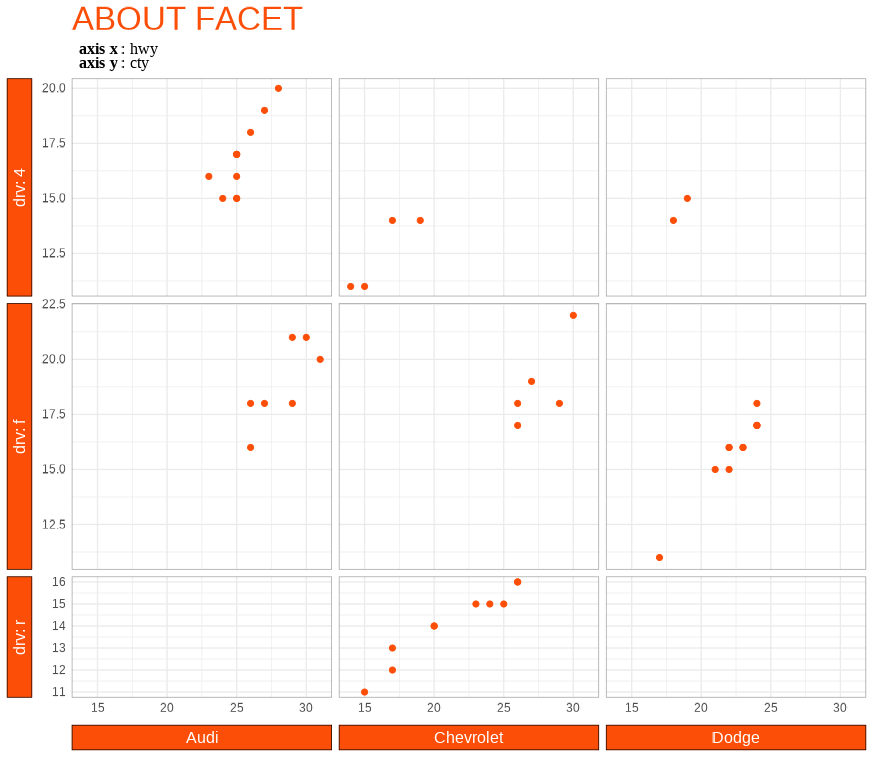 ABOUT FACET
axis x : hwy
axis y : cty
drv: 4
20.0
17.5
15.0
12.5
drv: f
22.5
20.0
17.5
15.0
12.5
drv: r
16
15
14
13
12
11
15 20 25 30 15 20 25 30 15 20 25 30
Audi Chevrolet Dodge